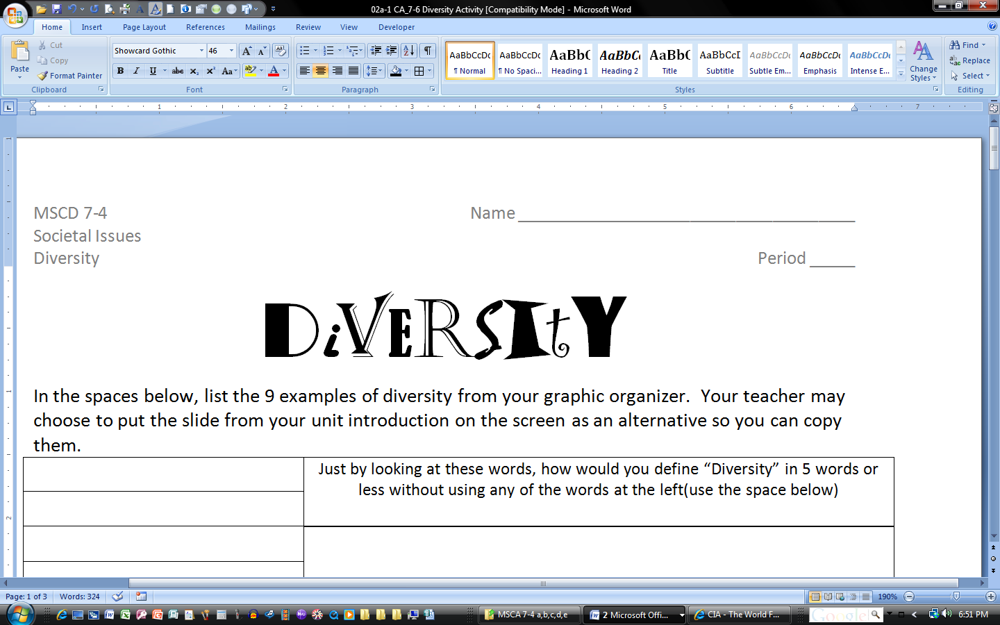 02a-1 CA_7-6 Diversity Activity [Compatibility Mode] - Microsoft Word
Home Insert Page Layout References Mailings Review View Developer
Paste
Cut
Copy
Format Painter
Clipboard
Showcard Gothic 46
B I U abc X₂ X² Aa
Font
Paragraph
AaBbCcDc AaBbCcDc AaBbC AaBbCc AaBbC AaBbCcI AaBbCcDc AaBbCcDc AaBbCcDc
¶ Normal ¶ No Spaci... Heading 1 Heading 2 Title Subtitle Subtle Em... Emphasis Intense E...
Change Styles
Styles
Find
Replace
Select
Editing
1 2 3 4 5 6 7
MSCD 7-4 Name
Societal Issues
Diversity Period
DiVERSItY
In the spaces below, list the 9 examples of diversity from your graphic organizer. Your teacher may
choose to put the slide from your unit introduction on the screen as an alternative so you can copy
them.
Just by looking at these words, how would you define “Diversity” in 5 words or
less without using any of the words at the left(use the space below)
Page: 1 of 3 Words: 324 190%
MSCA 7-4 a,b,c,d,e 2 Microsoft Offi... CIA - The World F... Google 6:51 PM